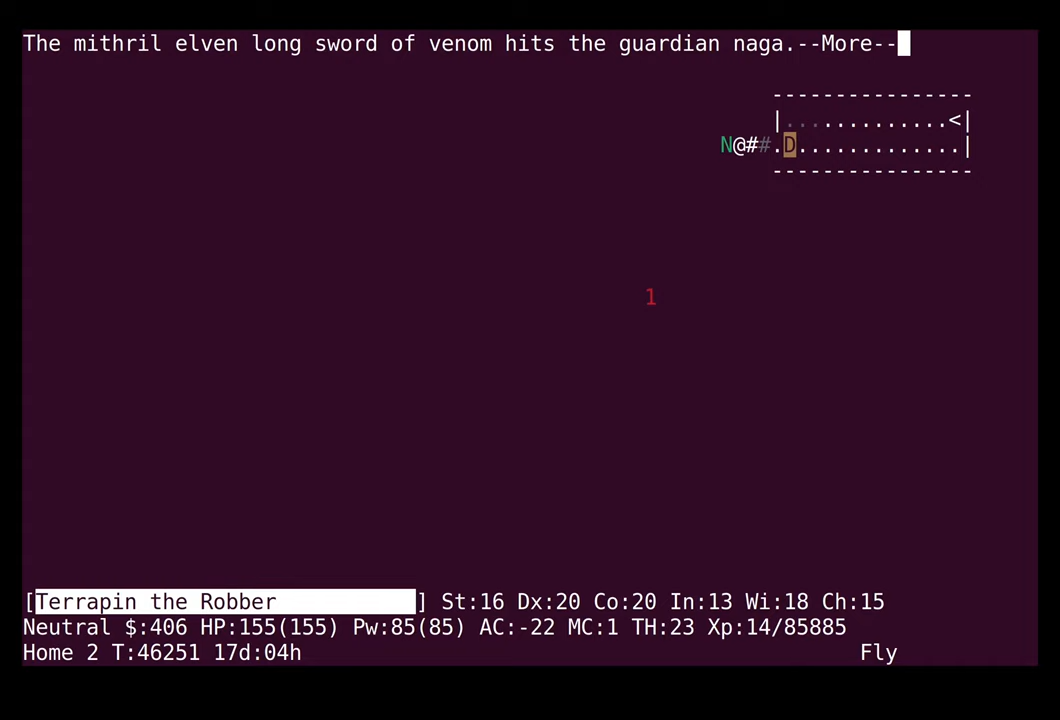 The mithril elven long sword of venom hits the guardian naga.--More--
- - - - - - - - - - - - - - - -
|. . . . . . . . . . . . .<|
N@##.D. . . . . . . . . . . . .|
- - - - - - - - - - - - - - - -
1
[Terrapin the Robber ] St:16 Dx:20 Co:20 In:13 Wi:18 Ch:15
Neutral $:406 HP:155(155) Pw:85(85) AC:-22 MC:1 TH:23 Xp:14/85885
Home 2 T:46251 17d:04h Fly